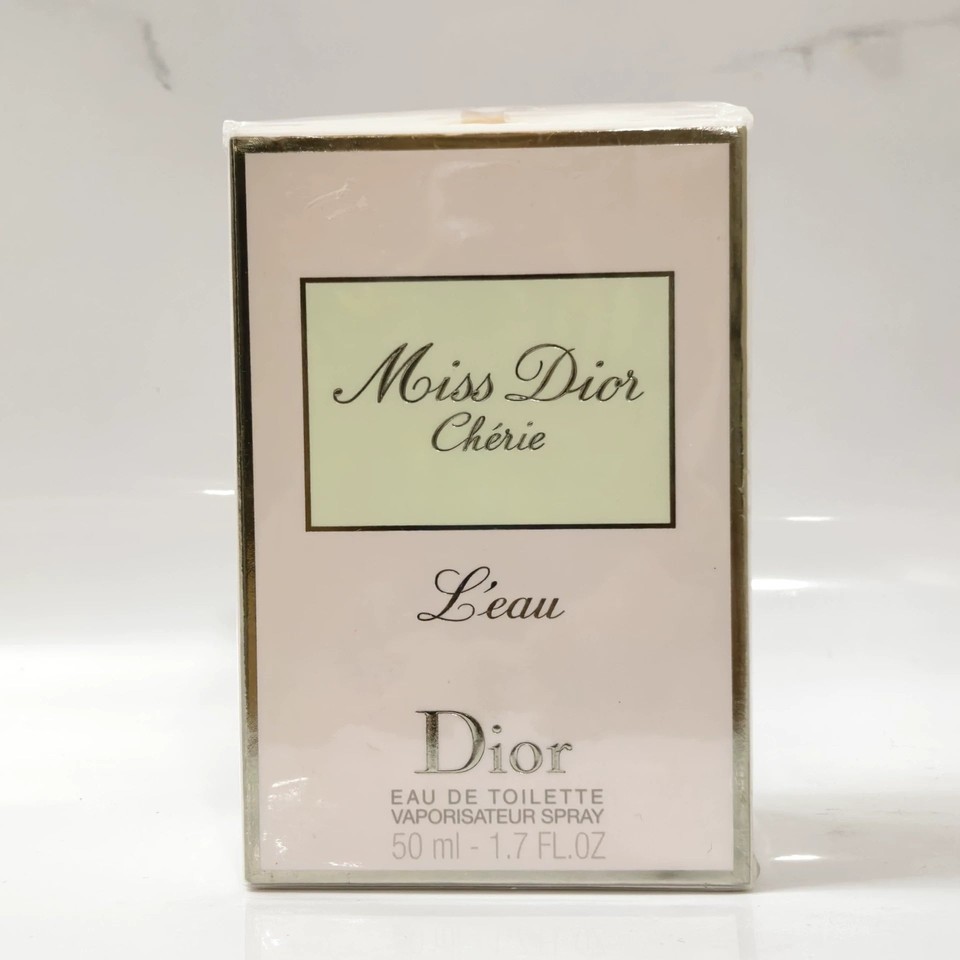 Miss Dior
Chérie
L'eau
Dior
EAU DE TOILETTE
VAPORISATEUR SPRAY
50 ml - 1.7 FL.OZ